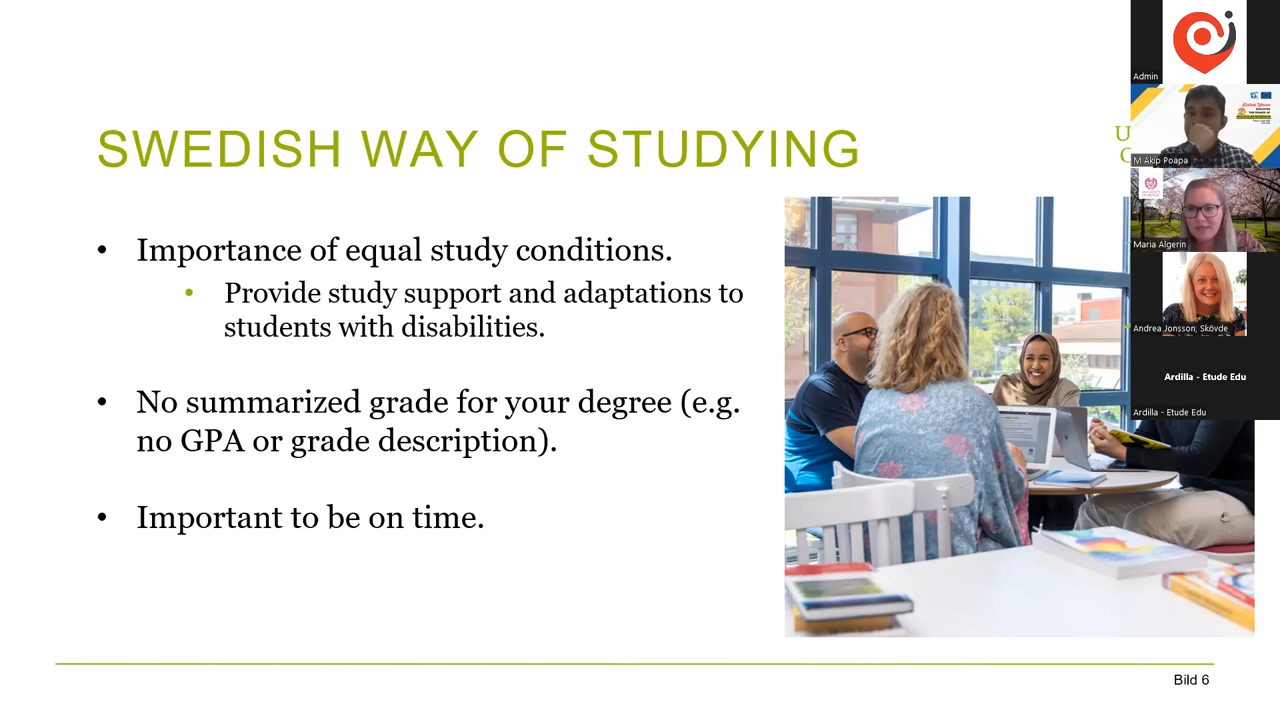 SWEDISH WAY OF STUDYING
• Importance of equal study conditions.
• Provide study support and adaptations to
students with disabilities.
• No summarized grade for your degree (e.g.
no GPA or grade description).
• Important to be on time.
Bild 6
Admin
M Akip Poapa
Maria Algerin
Andrea Jonsson, Skövde
Ardilla - Etude Edu
Ardilla - Etude Edu